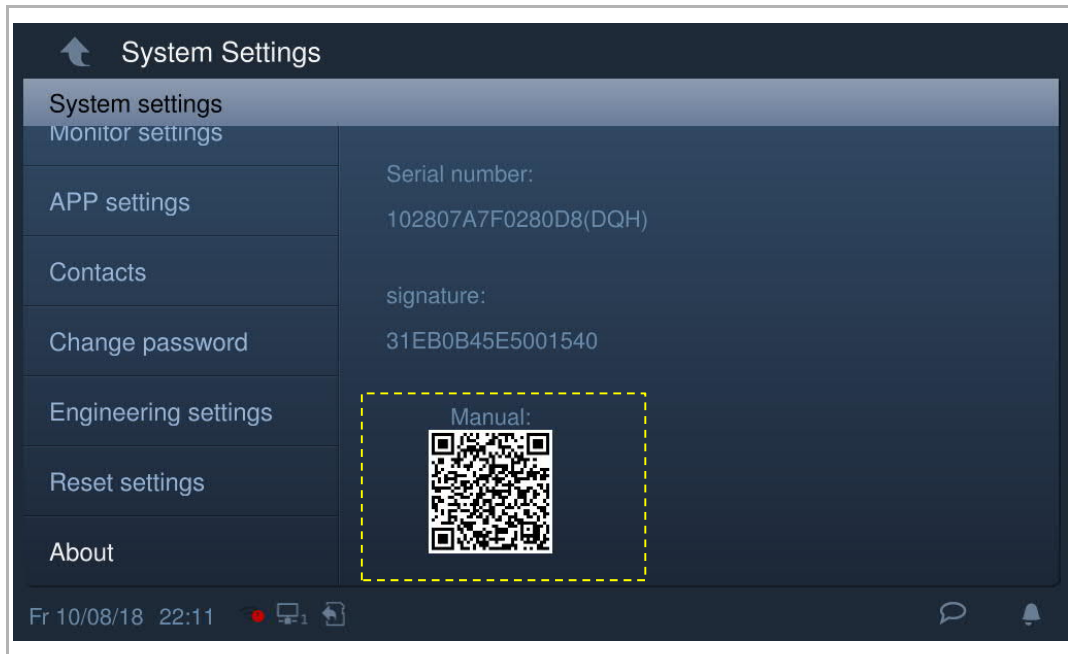 System Settings
System settings
Monitor settings
APP settings
Contacts
Change password
Engineering settings
Reset settings
About
Serial number:
102807A7F0280D8(DQH)
signature:
31EB0B45E5001540
Manual:
Fr 10/08/18 22:11
1